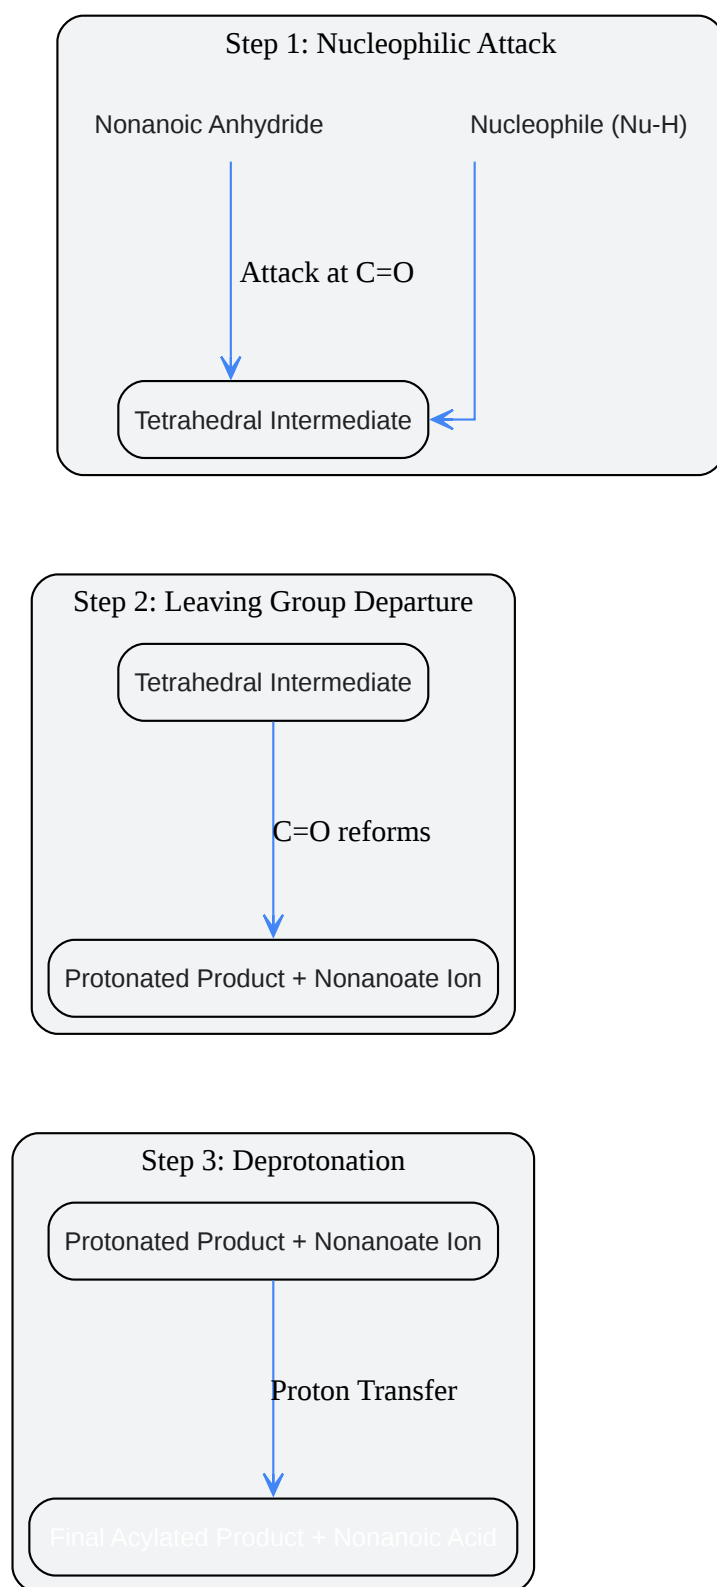 Step 1: Nucleophilic Attack
Nonanoic Anhydride
Nucleophile (Nu-H)
Attack at C=O
Tetrahedral Intermediate
Step 2: Leaving Group Departure
Tetrahedral Intermediate
C=O reforms
Protonated Product + Nonanoate Ion
Step 3: Deprotonation
Protonated Product + Nonanoate Ion
Proton Transfer
Final Acylated Product + Nonanoic Acid